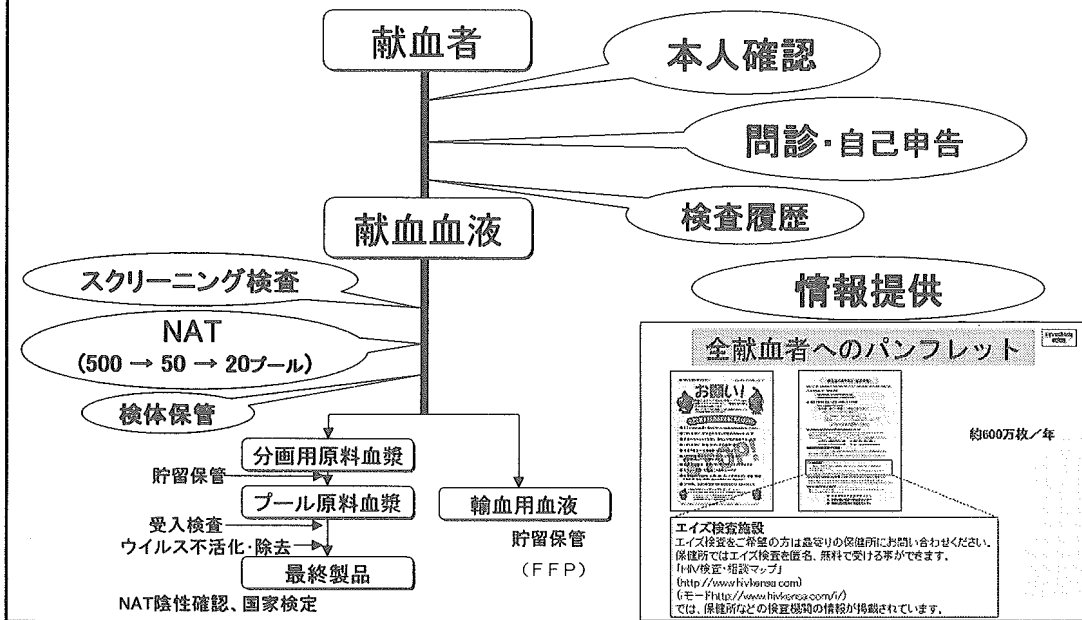 献血者
本人確認
問診・自己申告
検査履歴
献血血液
スクリーニング検査
情報提供
NAT
(500 → 50 → 20プール)
検体保管
分画用原料血漿
貯留保管
プール原料血漿
受入検査
ウイルス不活化・除去
最終製品
NAT陰性確認、国家検定
輸血用血液
貯留保管
(FFP)
全献血者へのパンフレット
お願い!
STOP!
約600万枚/年
エイズ検査施設
エイズ検査をご希望の方は最寄りの保健所にお問い合わせください。
保健所ではエイズ検査を匿名、無料で受ける事ができます。
「HIV検査・相談マップ」
(http://www.hivkensa.com)
(iモードhttp://www.hivkensa.com/i/)
では、保健所などの検査機関の情報が掲載されています。